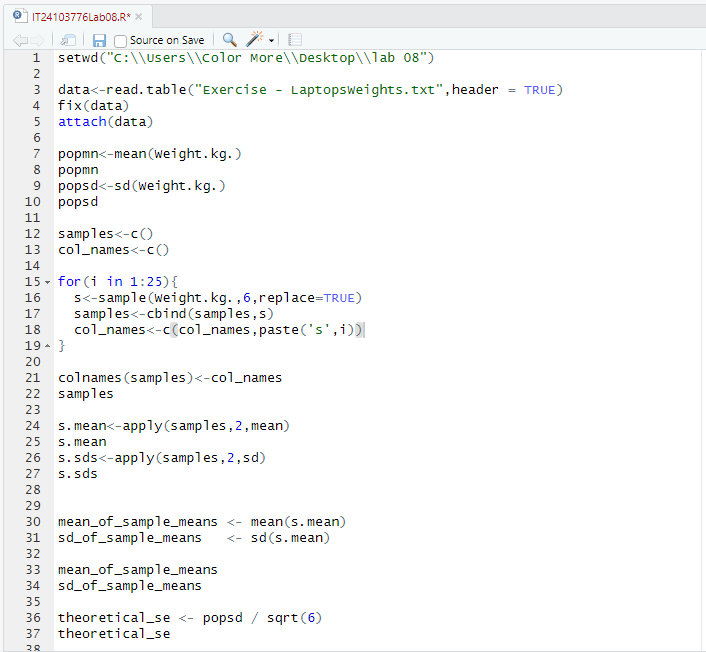 IT24103776Lab08.R*
Source on Save
1 setwd("C:\\Users\\Color More\\Desktop\\lab 08")
2
3 data<-read.table("Exercise - LaptopsWeights.txt",header = TRUE)
4 fix(data)
5 attach(data)
6
7 popmn<-mean(Weight.kg.)
8 popmn
9 popsd<-sd(Weight.kg.)
10 popsd
11
12 samples<-c()
13 col_names<-c()
14
15 for(i in 1:25){
16   s<-sample(Weight.kg.,6,replace=TRUE)
17   samples<-cbind(samples,s)
18   col_names<-c(col_names,paste('s',i))
19 }
20
21 colnames(samples)<-col_names
22 samples
23
24 s.mean<-apply(samples,2,mean)
25 s.mean
26 s.sds<-apply(samples,2,sd)
27 s.sds
28
29
30 mean_of_sample_means <- mean(s.mean)
31 sd_of_sample_means   <- sd(s.mean)
32
33 mean_of_sample_means
34 sd_of_sample_means
35
36 theoretical_se <- popsd / sqrt(6)
37 theoretical_se
38